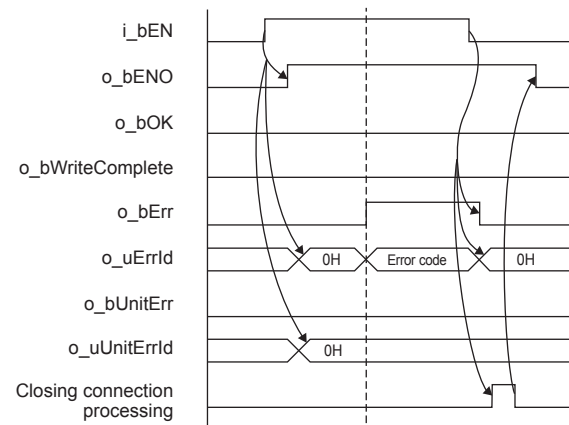 i_bEN
o_bENO
o_bOK
o_bWriteComplete
o_bErr
o_uErrId 0H Error code 0H
o_bUnitErr
o_uUnitErrId 0H
Closing connection
processing